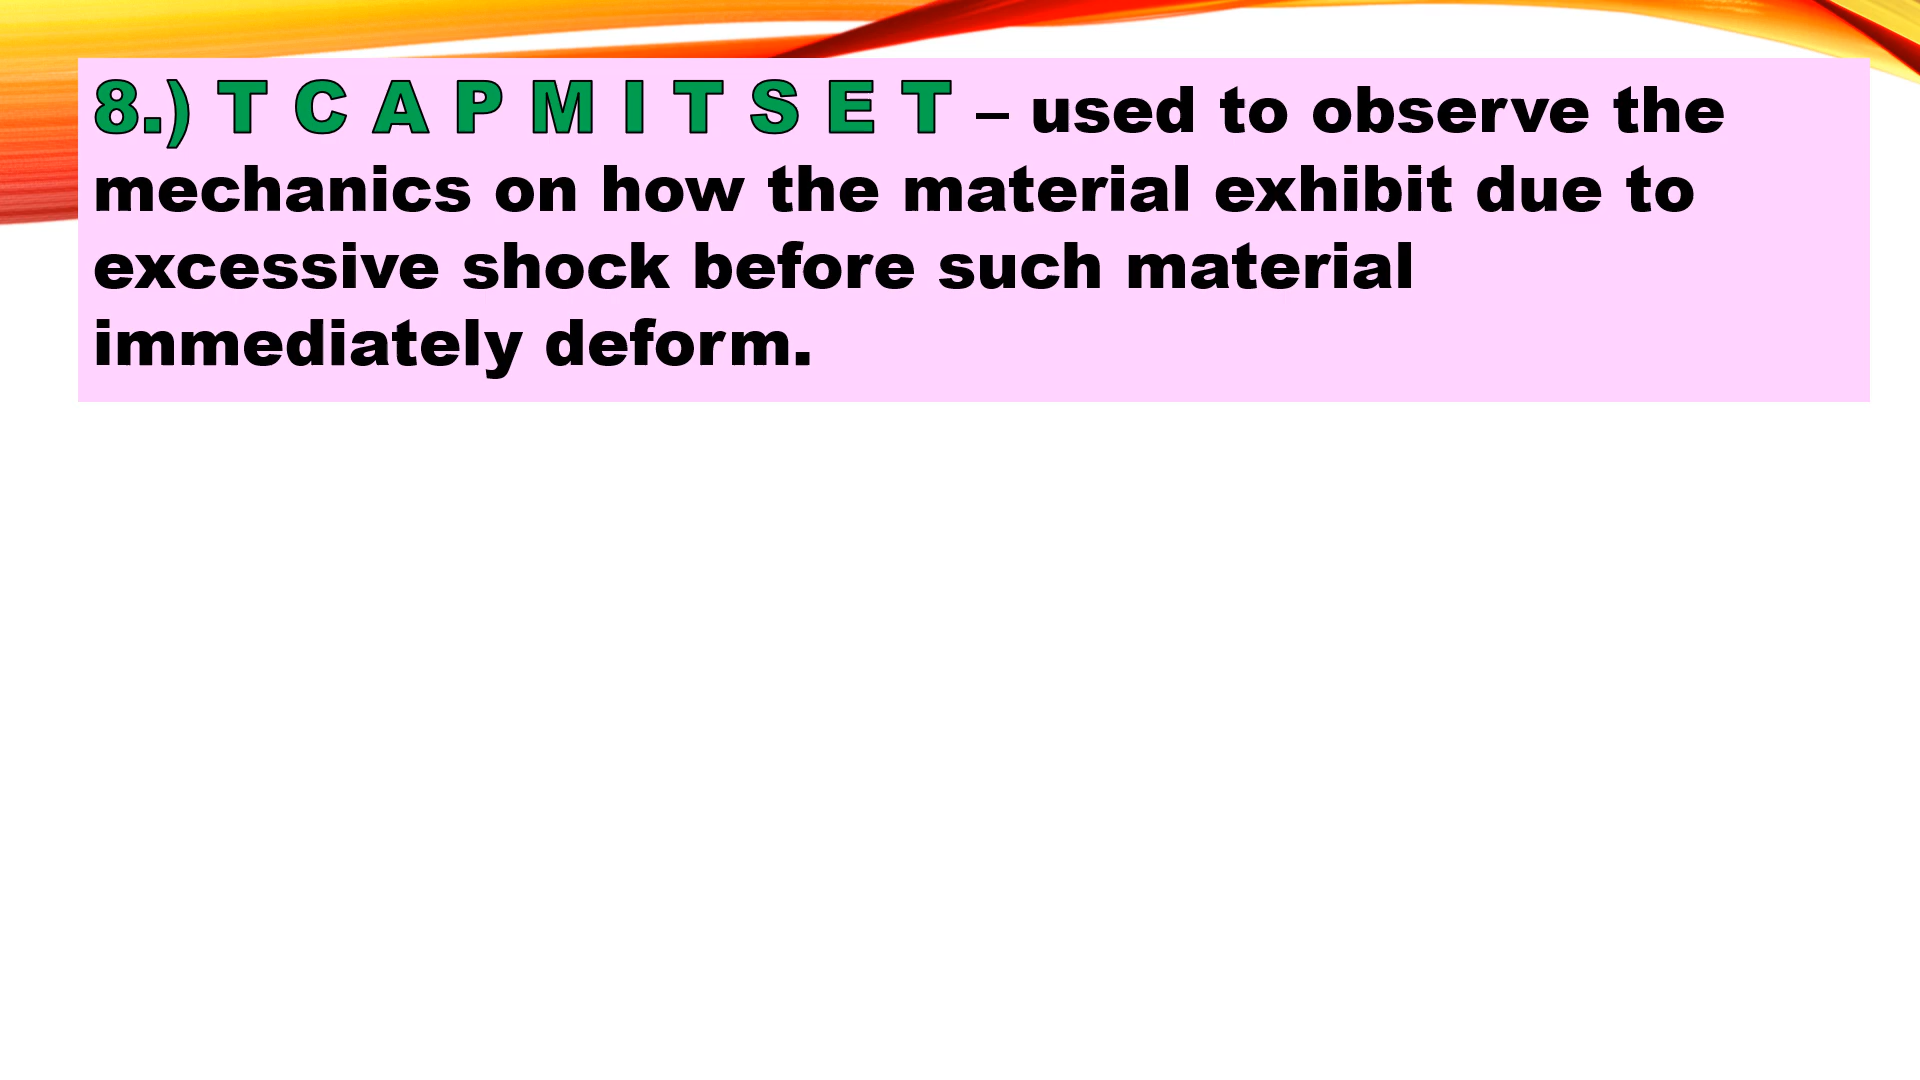 8.) T C A P M I T S E T – used to observe the
mechanics on how the material exhibit due to
excessive shock before such material
immediately deform.